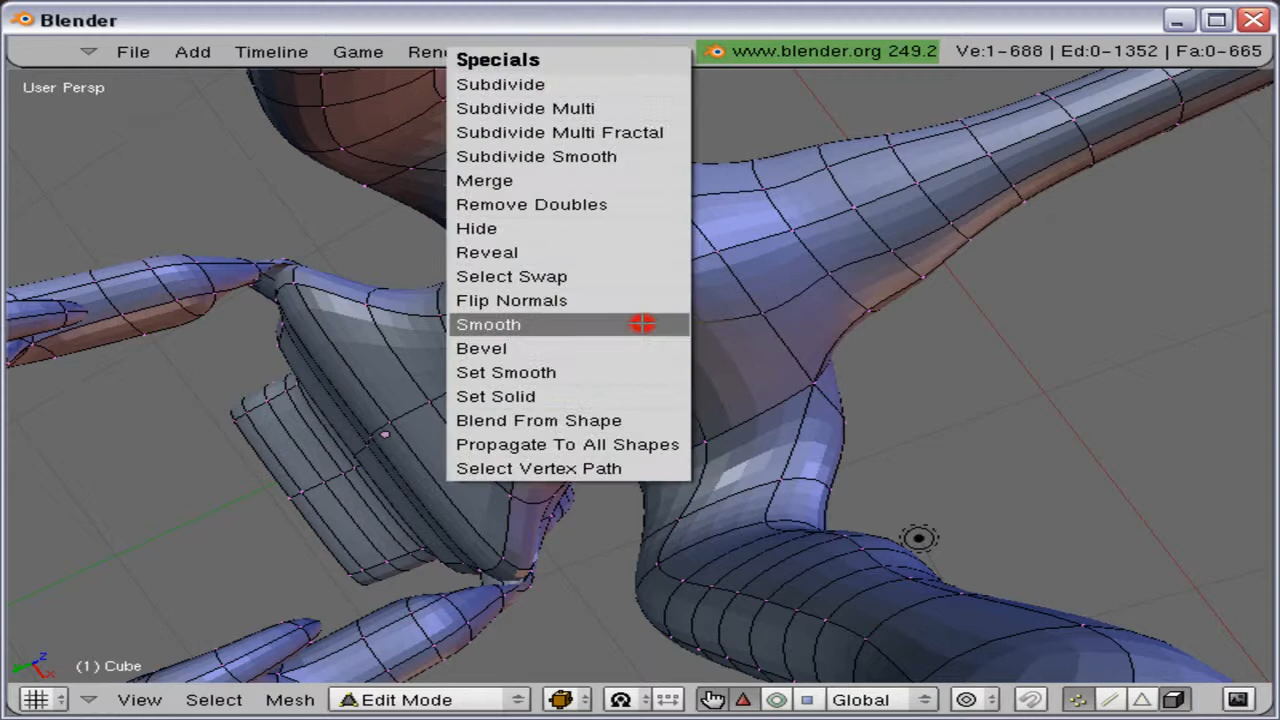 Blender
File Add Timeline Game Ren www.blender.org 249.2 Ve:1-688 | Ed:0-1352 | Fa:0-665
User Persp
Specials
Subdivide
Subdivide Multi
Subdivide Multi Fractal
Subdivide Smooth
Merge
Remove Doubles
Hide
Reveal
Select Swap
Flip Normals
Smooth
Bevel
Set Smooth
Set Solid
Blend From Shape
Propagate To All Shapes
Select Vertex Path
z
x
(1) Cube
View Select Mesh Edit Mode Global